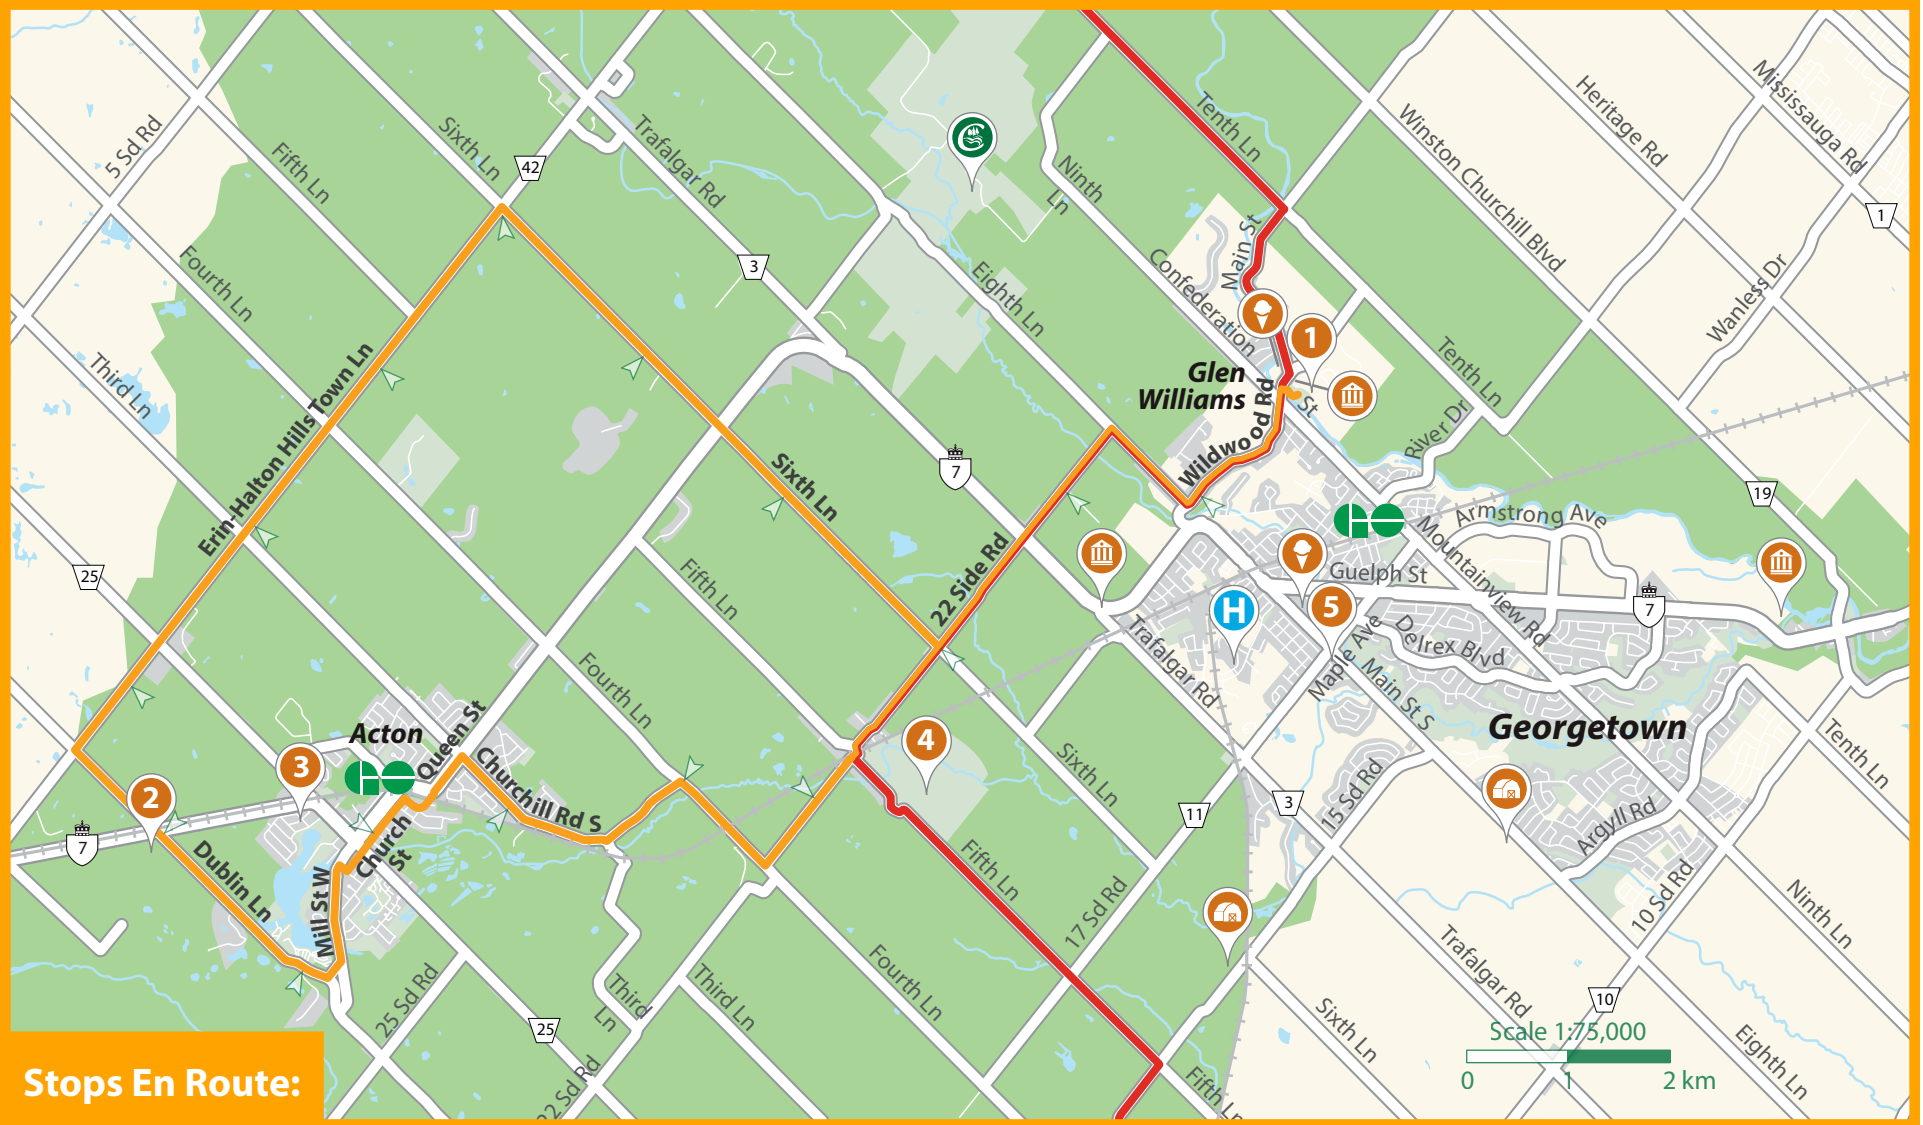 5 Sd Rd
Fifth Ln
Sixth Ln
42
Trafalgar Rd
3
Fourth Ln
Third Ln
Erin-Halton Hills Town Ln
25
Ninth
Ln
Tenth Ln
Main St
Confederation
St
Eighth Ln
Glen
Williams
Wildwood Rd
1
Winston Churchill Blvd
Heritage Rd
Mississauga Rd
1
Wanless Dr
Tenth Ln
River Dr
19
Armstrong Ave
Mountainview Rd
Guelph St
7
7
Sixth Ln
22 Side Rd
Fifth Ln
Fourth Ln
H
5
Maple Ave
Delrex Blvd
Main St S
Trafalgar Rd
Georgetown
Acton
Queen St
Churchill Rd S
Church
St
3
2
7
Dublin Ln
Mill St W
4
Sixth Ln
11
3
15 Sd Rd
Fifth Ln
17 Sd Rd
Argyll Rd
10 Sd Rd
Tenth Ln
Ninth Ln
Trafalgar Rd
10
Sixth Ln
Eighth Ln
Fourth Ln
Third Ln
Third
Ln
25 Sd Rd
25
22 Sd Rd
Fifth Ln
Scale 1:75,000
0 1 2 km
Stops En Route: